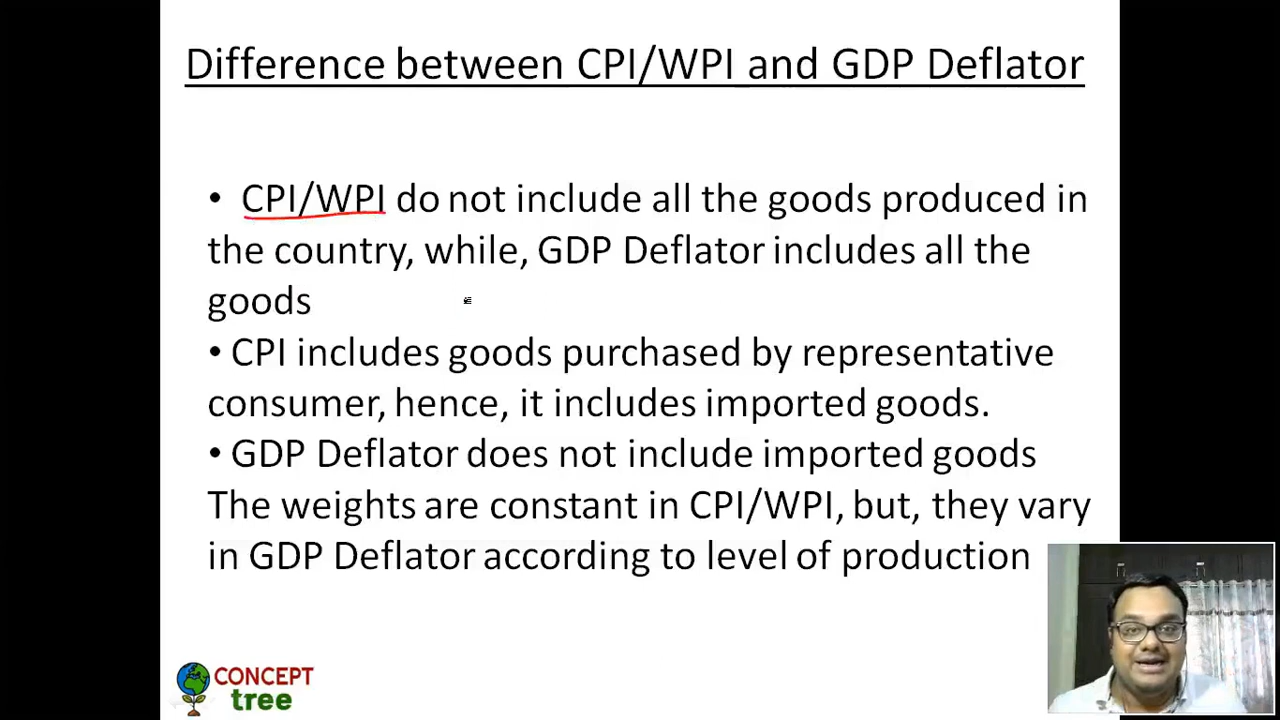 Difference between CPI/WPI and GDP Deflator
• CPI/WPI do not include all the goods produced in
the country, while, GDP Deflator includes all the
goods
• CPI includes goods purchased by representative
consumer, hence, it includes imported goods.
• GDP Deflator does not include imported goods
The weights are constant in CPI/WPI, but, they vary
in GDP Deflator according to level of production
CONCEPT
tree